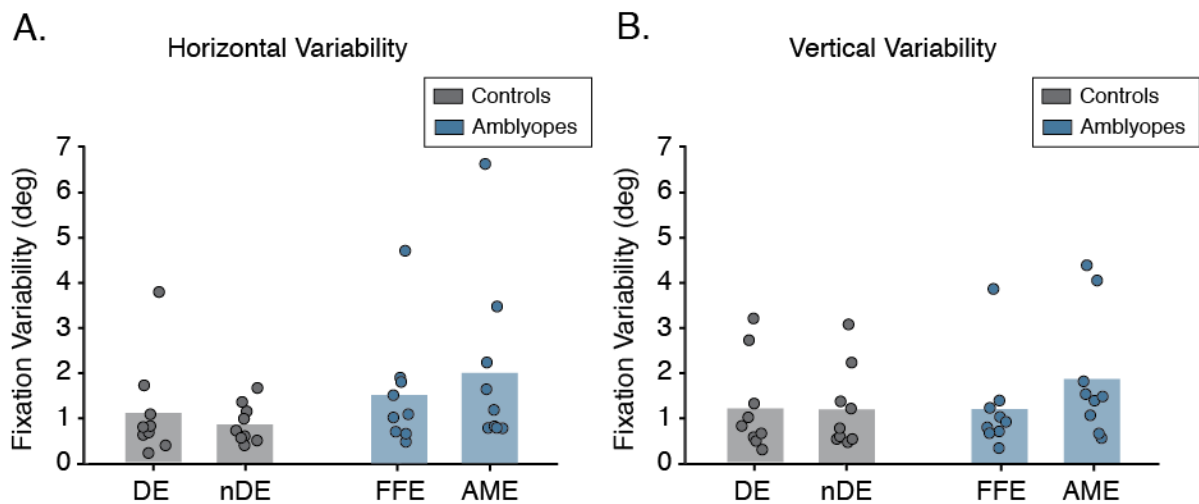 A.
Horizontal Variability
Controls
Amblyopes
Fixation Variability (deg)
7
6
5
4
3
2
1
0
DE nDE FFE AME
B.
Vertical Variability
Controls
Amblyopes
Fixation Variability (deg)
7
6
5
4
3
2
1
0
DE nDE FFE AME